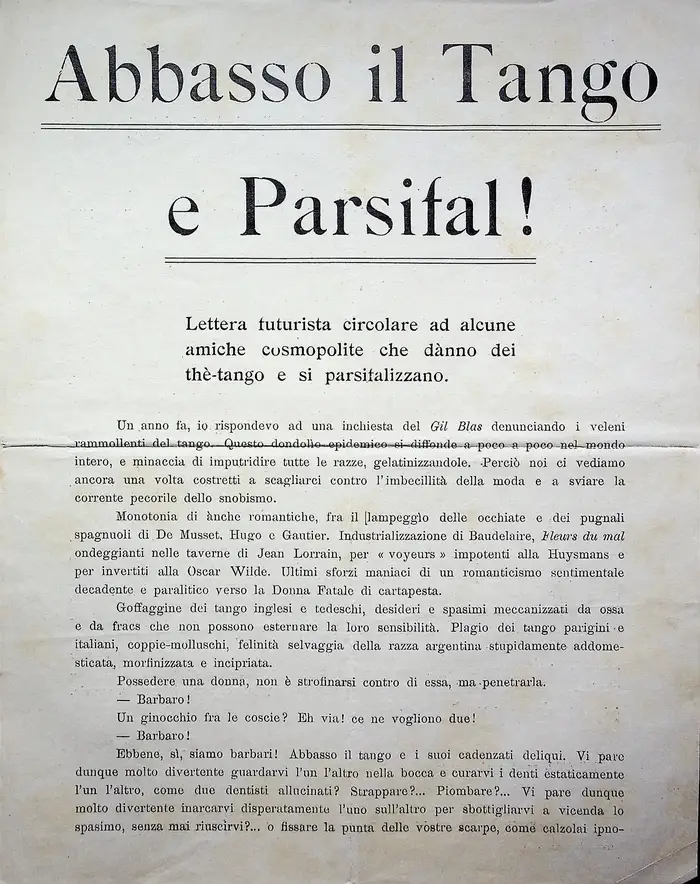 Abbasso il Tango
e Parsifal!
Lettera futurista circolare ad alcune
amiche cosmopolite che dànno dei
thè-tango e si parsifalizzano.
Un anno fa, io rispondevo ad una inchiesta del Gil Blas denunciando i veleni
rammollenti del tango. Questo dondolìo epidemico si diffonde a poco a poco nel mondo
intero, e minaccia di imputridire tutte le razze, gelatinizzandole. Perciò noi ci vediamo
ancora una volta costretti a scagliarci contro l'imbecillità della moda e a sviare la
corrente pecorile dello snobismo.
Monotonia di ànche romantiche, fra il lampeggìo delle occhiate e dei pugnali
spagnuoli di De Musset, Hugo e Gautier. Industrializzazione di Baudelaire, Fleurs du mal
ondeggianti nelle taverne di Jean Lorrain, per « voyeurs » impotenti alla Huysmans e
per invertiti alla Oscar Wilde. Ultimi sforzi maniaci di un romanticismo sentimentale
decadente e paralitico verso la Donna Fatale di cartapesta.
Goffaggine dei tango inglesi e tedeschi, desideri e spasimi meccanizzati da ossa
e da fracs che non possono esternare la loro sensibilità. Plagio dei tango parigini e
italiani, coppie-molluschi, felinità selvaggia della razza argentina stupidamente addome-
sticata, morfinizzata e incipriata.
Possedere una donna, non è strofinarsi contro di essa, ma penetrarla.
— Barbaro!
Un ginocchio fra le coscie? Eh via! ce ne vogliono due!
— Barbaro!
Ebbene, sì, siamo barbari! Abbasso il tango e i suoi cadenzati deliqui. Vi pare
dunque molto divertente guardarvi l'un l'altro nella bocca e curarvi i denti estaticamente
l'un l'altro, come due dentisti allucinati? Strappare?... Piombare?... Vi pare dunque
molto divertente inarcarvi disperatamente l'uno sull'altro per sbottigliarvi a vicenda lo
spasimo, senza mai riuscirvi?... o fissare la punta delle vostre scarpe, come calzolai ipno-